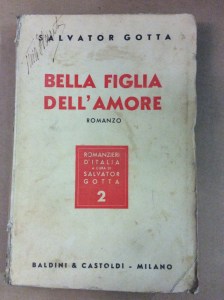 SALVATOR GOTTA
BELLA FIGLIA
DELL'AMORE
ROMANZO
ROMANZIERI
D'ITALIA
A CURA DI
SALVATOR
GOTTA
2
BALDINI & CASTOLDI - MILANO